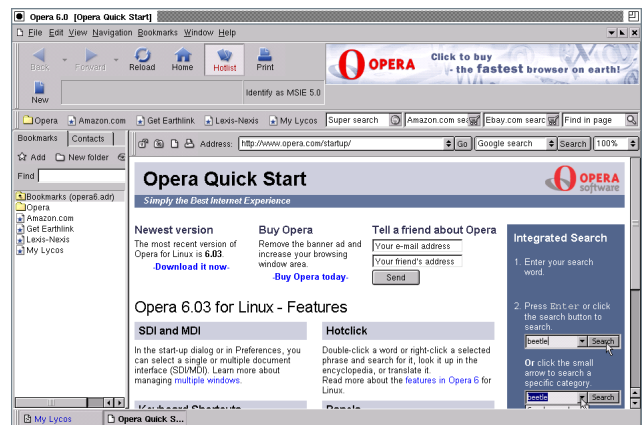 Opera 6.0 [Opera Quick Start]
File Edit View Navigation Bookmarks Window Help
Back Forward Reload Home Hotlist Print
OPERA Click to buy
- the fastest browser on earth!
New
Identify as MSIE 5.0
Opera Amazon.com Get Earthlink Lexis-Nexis My Lycos Super search Amazon.com sea Ebay.com searc Find in page
Bookmarks Contacts
Address: http://www.opera.com/startup/ Go Google search Search 100%
Add New folder
Find
Bookmarks (opera6.adr)
Opera
Amazon.com
Get Earthlink
Lexis-Nexis
My Lycos
Opera Quick Start
OPERA
software
Simply the Best Internet Experience
Newest version
The most recent version of
Opera for Linux is 6.03.
-Download it now-
Buy Opera
Remove the banner ad and
increase your browsing
window area.
-Buy Opera today-
Tell a friend about Opera
Your e-mail address
Your friend's address
Send
Opera 6.03 for Linux - Features
SDI and MDI
In the start-up dialog or in Preferences, you
can select a single or multiple document
interface (SDI/MDI). Learn more about
managing multiple windows.
Hotclick
Double-click a word or right-click a selected
phrase and search for it, look it up in the
encyclopedia, or translate it.
Read more about the features in Opera 6 for
Linux.
Keyboard Shortcuts
Panels
Integrated Search
1. Enter your search
word.
2. Press Enter or click
the search button to
search.
beetle Search
Or click the small
arrow to search a
specific category.
beetle Search
My Lycos Opera Quick S...